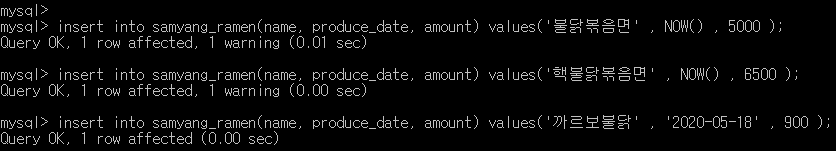 mysql>
mysql> insert into samyang_ramen(name, produce_date, amount) values('불닭볶음면' , NOW() , 5000 );
Query OK, 1 row affected, 1 warning (0.01 sec)
mysql> insert into samyang_ramen(name, produce_date, amount) values('핵불닭볶음면' , NOW() , 6500 );
Query OK, 1 row affected, 1 warning (0.00 sec)
mysql> insert into samyang_ramen(name, produce_date, amount) values('까르보불닭' , '2020-05-18' , 900 );
Query OK, 1 row affected (0.00 sec)